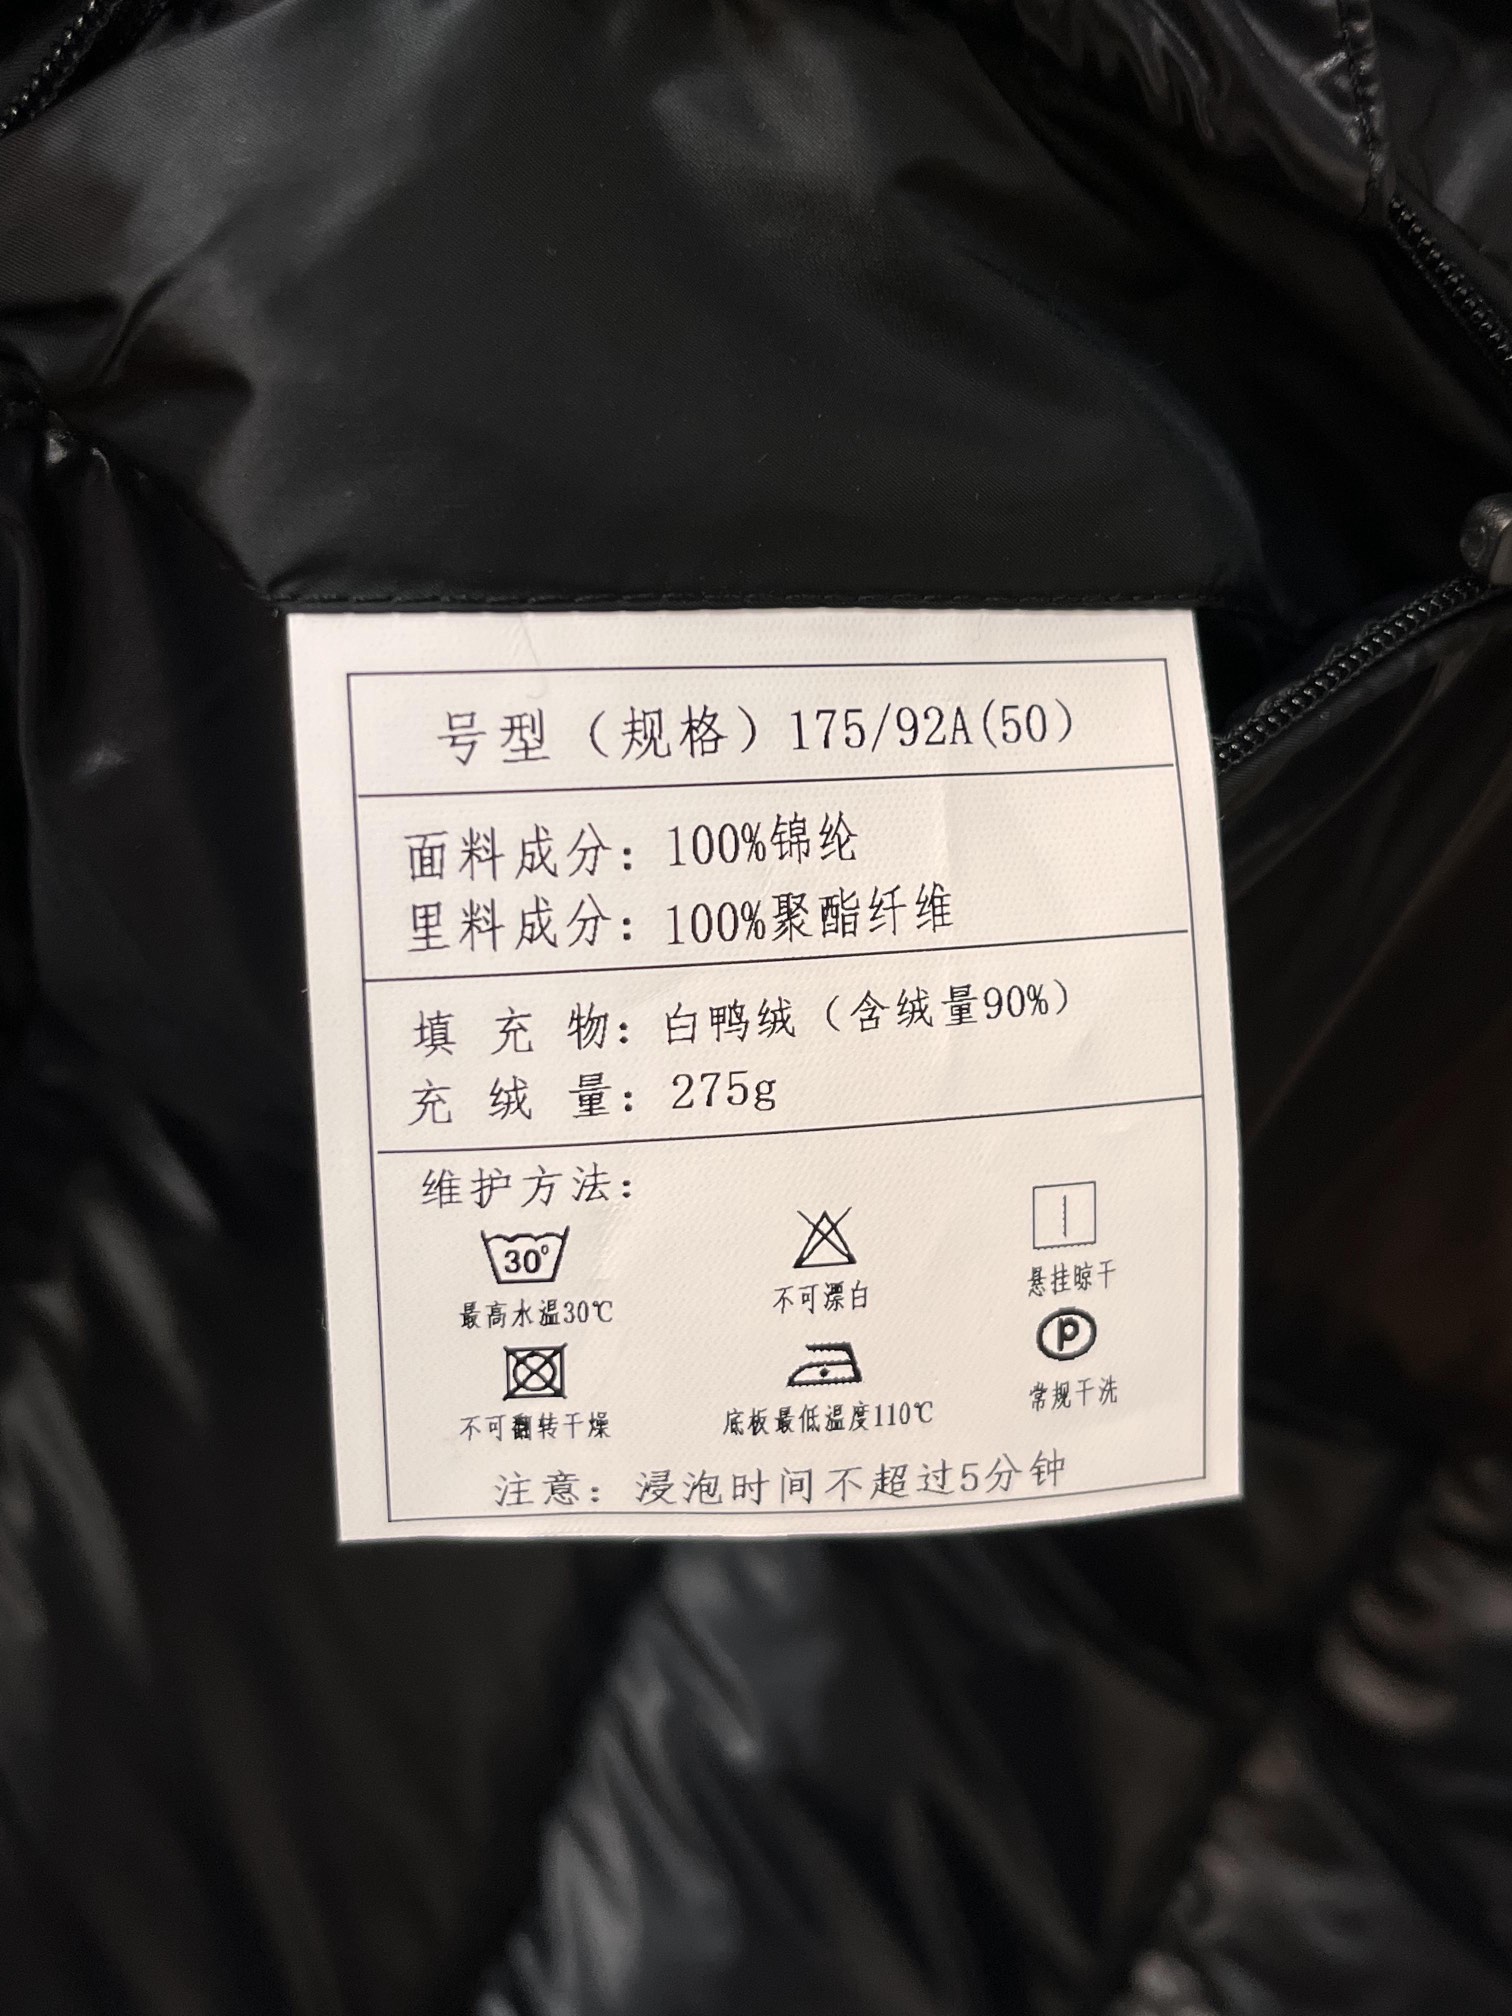 号型（规格）175/92A(50)
面料成分：100%锦纶
里料成分：100%聚酯纤维
填 充 物：白鸭绒（含绒量90%）
充 绒 量：275g
维护方法：
30°
最高水温30℃
不可漂白
悬挂晾干
P
不可翻转干燥
底板最低温度110℃
常规干洗
注意：浸泡时间不超过5分钟